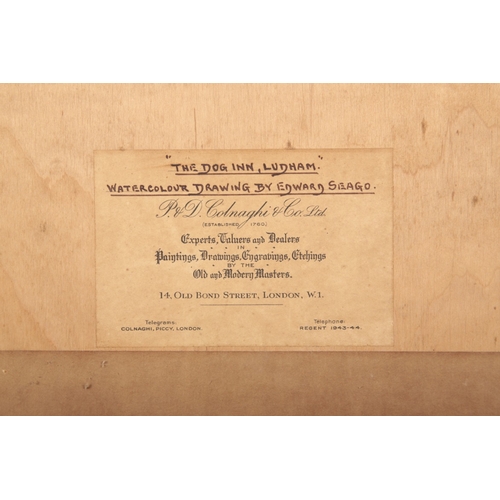 "THE DOG INN, LUDHAM."
WATERCOLOUR DRAWING BY EDWARD SEAGO.
P. & D. Colnaghi & Co. Ltd.
(ESTABLISHED 1760)
Experts, Valuers and Dealers
IN
Paintings, Drawings, Engravings, Etchings
BY THE
Old and Modern Masters.
14, OLD BOND STREET, LONDON, W.1.
Telegrams: Telephone:
COLNAGHI, PICCY, LONDON. REGENT 1943-44.